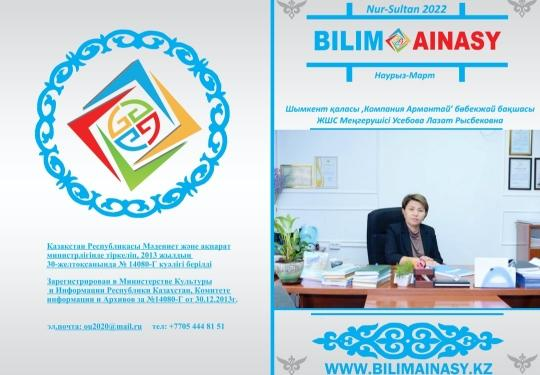 Қазақстан Республикасы Мәдениет және ақпарат
министрлігінде тіркеліп, 2013 жылдың
30-желтоқсанында № 14080-Г куәлігі берілді
Зарегистрирован в Министерстве Культуры
и Информации Республики Казахстан, Комитете
информации и Архивов за №14080-Г от 30.12.2013г.
эл,почта: ou2020@mail.ru тел: +7705 444 81 51
Nur-Sultan 2022
BILIM AINASY
Наурыз-Март
Шымкент қаласы ,Компания Армантай' бөбекжай бақшасы
ЖШС Меңгерушісі Усебова Лазат Рысбековна
WWW.BILIMAINASY.KZ